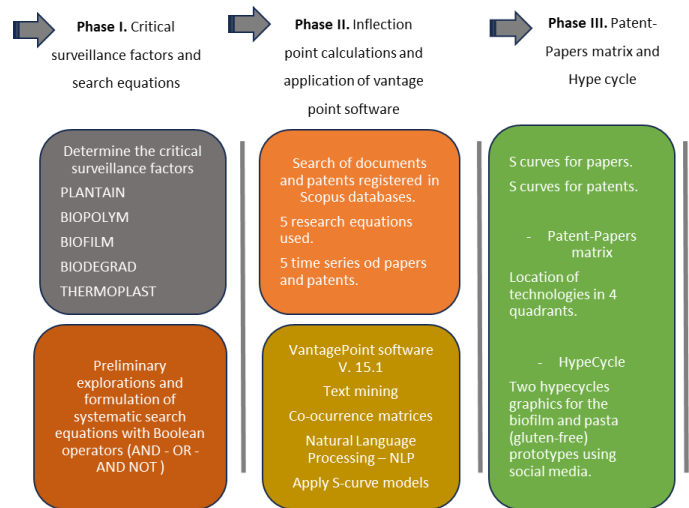 Phase I. Critical
surveillance factors and
search equations
Phase II. Inflection
point calculations and
application of vantage
point software
Phase III. Patent-
Papers matrix and
Hype cycle
Determine the critical
surveillance factors
PLANTAIN
BIOPOLYM
BIOFILM
BIODEGRAD
THERMOPLAST
Preliminary
explorations and
formulation of
systematic search
equations with Boolean
operators (AND - OR -
AND NOT )
Search of documents
and patents registered in
Scopus databases.
5 research equations
used.
5 time series od papers
and patents.
VantagePoint software
V. 15.1
Text mining
Co-ocurrence matrices
Natural Language
Processing – NLP
Apply S-curve models
S curves for papers.
S curves for patents.
- Patent-Papers
matrix
Location of
technologies in 4
quadrants.
- HypeCycle
Two hypecycles
graphics for the
biofilm and pasta
(gluten-free)
prototypes using
social media.